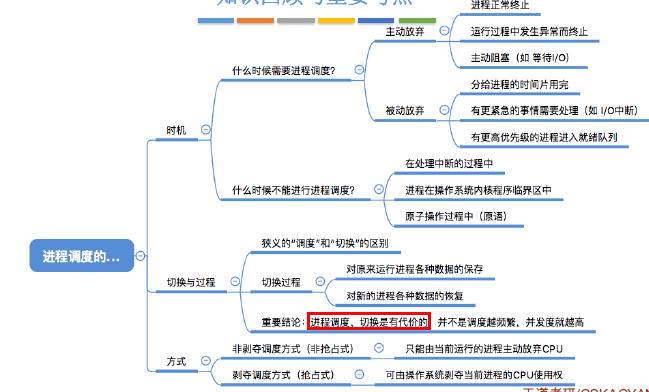 知识回顾与重要考点
进程正常终止
主动放弃
运行过程中发生异常而终止
主动阻塞（如 等待I/O）
什么时候需要进程调度？
分给进程的时间片用完
被动放弃
有更紧急的事情需要处理（如 I/O中断）
有更高优先级的进程进入就绪队列
时机
在处理中断的过程中
什么时候不能进行进程调度？
进程在操作系统内核程序临界区中
原子操作过程中（原语）
进程调度的...
狭义的“调度”和“切换”的区别
切换与过程
切换过程
对原来运行进程各种数据的保存
对新的进程各种数据的恢复
重要结论：进程调度、切换是有代价的 并不是调度越频繁，并发度就越高
方式
非剥夺调度方式（非抢占式）
只能由当前运行的进程主动放弃CPU
剥夺调度方式（抢占式）
可由操作系统剥夺当前进程的CPU使用权